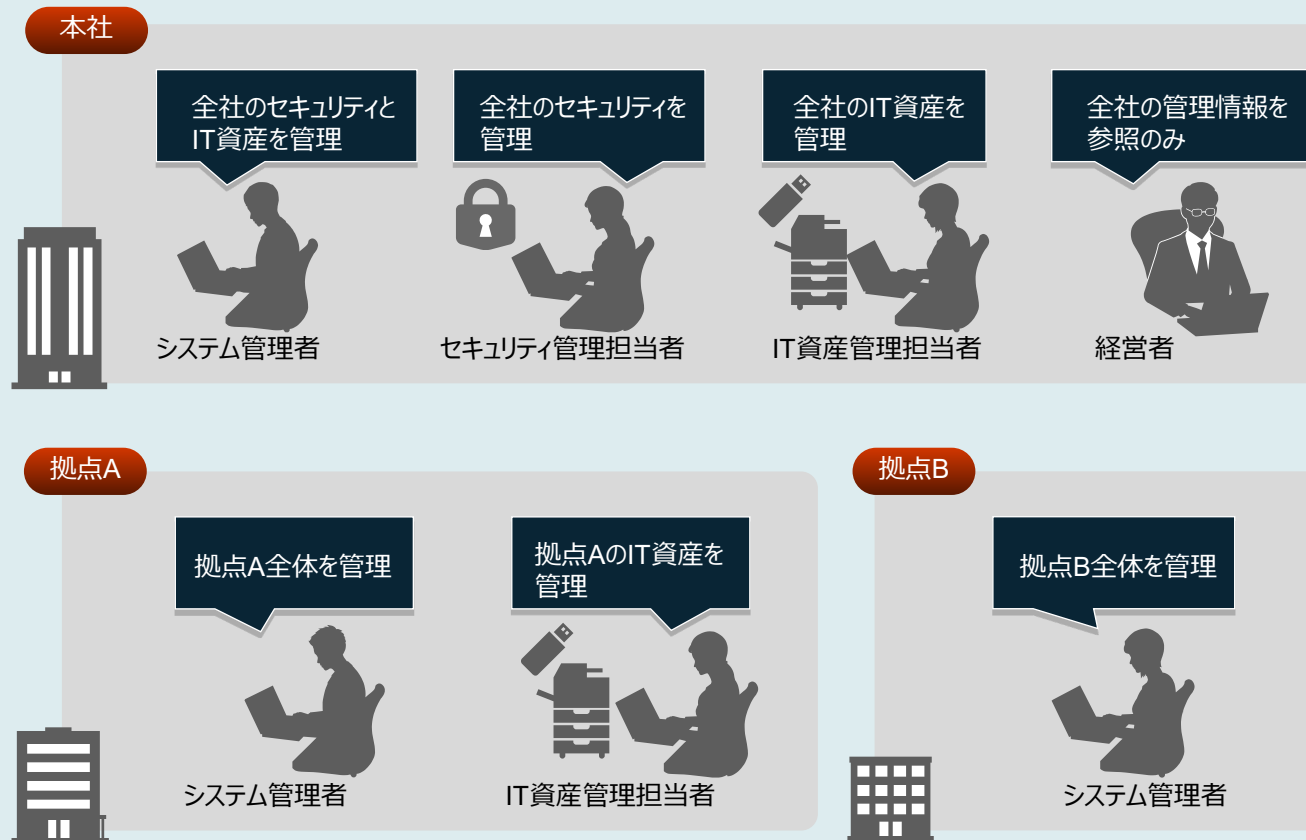 本社
全社のセキュリティと
IT資産を管理
全社のセキュリティを
管理
全社のIT資産を
管理
全社の管理情報を
参照のみ
システム管理者
セキュリティ管理担当者
IT資産管理担当者
経営者
拠点A
拠点A全体を管理
拠点AのIT資産を
管理
システム管理者
IT資産管理担当者
拠点B
拠点B全体を管理
システム管理者